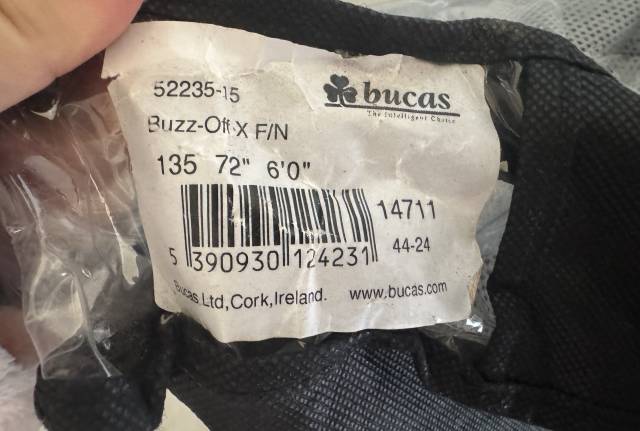 52235-15
bucas
The Intelligent Choice
Buzz-Off X F/N
135 72" 6'0"
14711
5 390930 124231
44-24
Bucas Ltd, Cork, Ireland. www.bucas.com